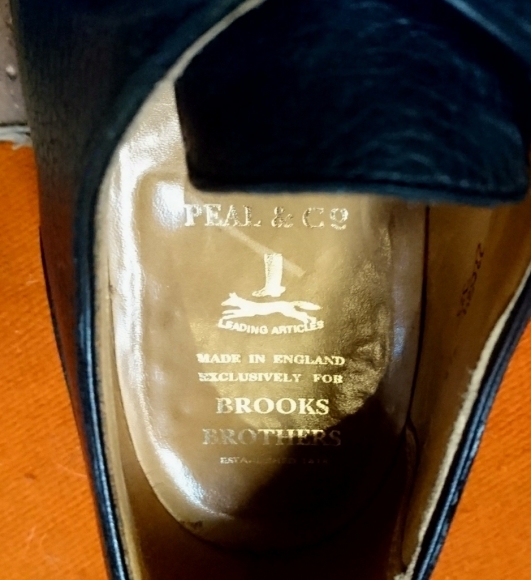 PEAL & Co
LEADING ARTICLES
MADE IN ENGLAND
EXCLUSIVELY FOR
BROOKS
BROTHERS